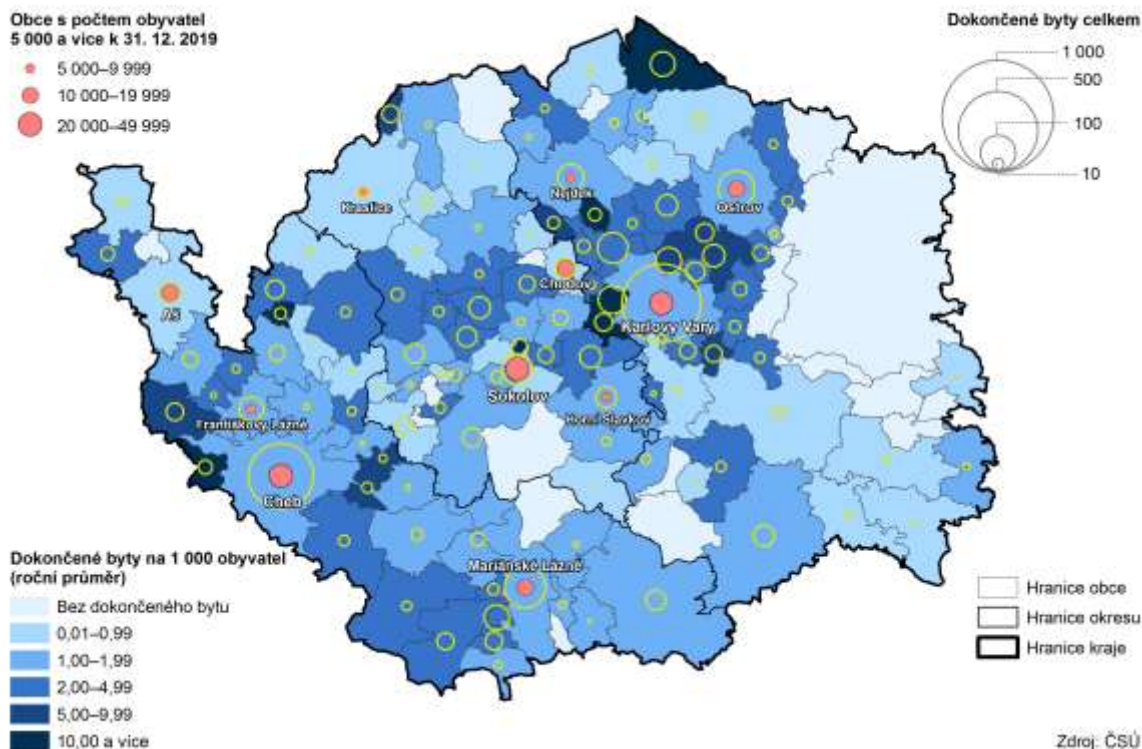 Obce s počtem obyvatel
5 000 a více k 31. 12. 2019
5 000–9 999
10 000–19 999
20 000–49 999
Dokončené byty celkem
1 000
500
100
10
Nejdek
Ostrov
Kraslice
Chodov
Aš
Karlovy Vary
Sokolov
Horní Slavkov
Františkovy Lázně
Cheb
Mariánské Lázně
Dokončené byty na 1 000 obyvatel
(roční průměr)
Bez dokončeného bytu
0,01–0,99
1,00–1,99
2,00–4,99
5,00–9,99
10,00 a více
Hranice obce
Hranice okresu
Hranice kraje
Zdroj: ČSÚ